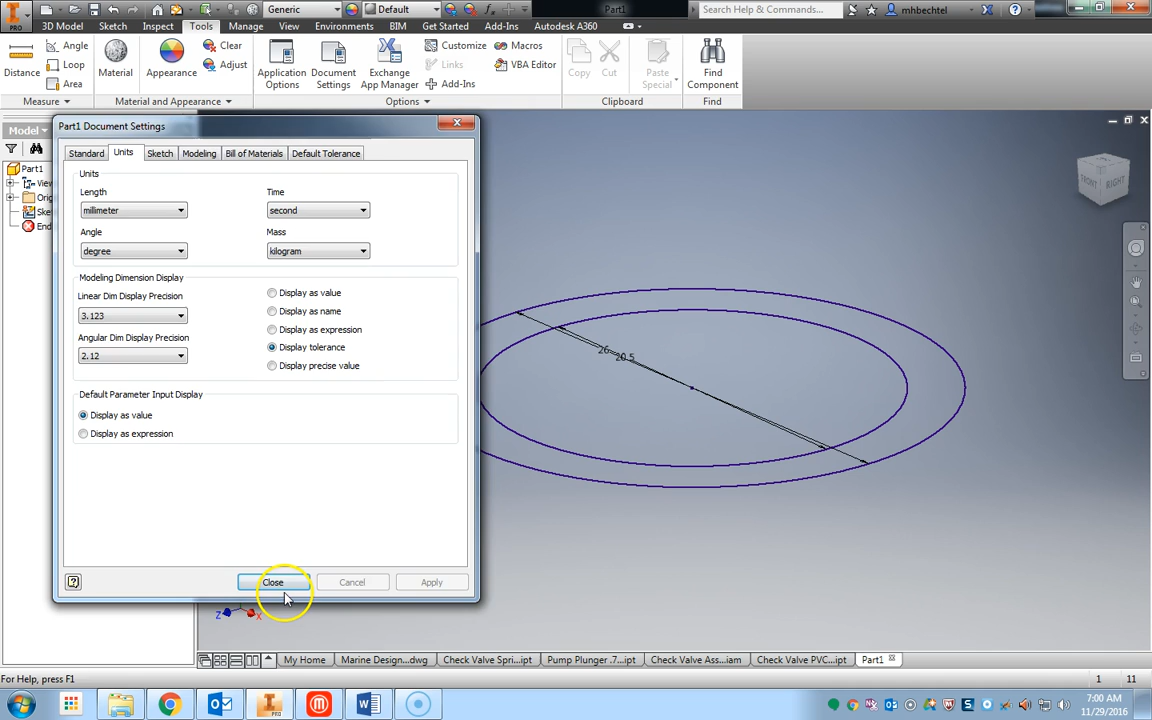 Generic
Default
Part1
Search Help & Commands...
mhbechtel
PRO
3D Model Sketch Inspect Tools Manage View Environments BIM Get Started Add-Ins Autodesk A360
Distance
Angle
Loop
Area
Material
Appearance
Clear
Adjust
Application Options
Document Settings
Exchange App Manager
Customize
Links
Add-Ins
Macros
VBA Editor
Copy
Cut
Paste Special
Find Component
Measure
Material and Appearance
Options
Clipboard
Find
Model
Part1
View
Orig
Ske
End
Part1 Document Settings
Standard Units Sketch Modeling Bill of Materials Default Tolerance
Units
Length
Time
millimeter
second
Angle
Mass
degree
kilogram
Modeling Dimension Display
Linear Dim Display Precision
3.123
Angular Dim Display Precision
2.12
Display as value
Display as name
Display as expression
Display tolerance
Display precise value
Default Parameter Input Display
Display as value
Display as expression
Close Cancel Apply
26
20.5
FRONT RIGHT
Z X
My Home Marine Design...dwg Check Valve Spri...ipt Pump Plunger .7...ipt Check Valve Ass...iam Check Valve PVC...ipt Part1
For Help, press F1
1 11
7:00 AM
11/29/2016